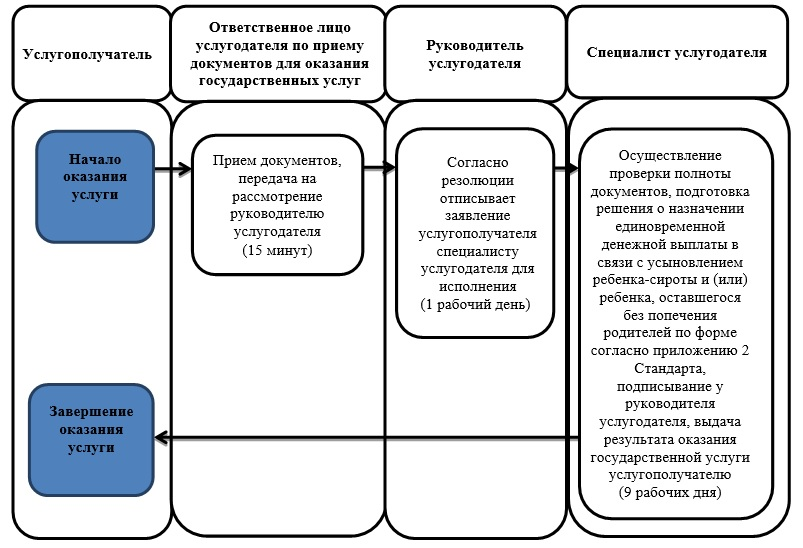 Услугополучатель
Ответственное лицо
услугодателя по приему
документов для оказания
государственных услуг
Руководитель
услугодателя
Специалист услугодателя
Начало
оказания
услуги
Прием документов,
передача на
рассмотрение
руководителю
услугодателя
(15 минут)
Согласно
резолюции
отписывает
заявление
услугополучателя
специалисту
услугодателя для
исполнения
(1 рабочий день)
Осуществление
проверки полноты
документов, подготовка
решения о назначении
единовременной
денежной выплаты в
связи с усыновлением
ребенка-сироты и (или)
ребенка, оставшегося
без попечения
родителей по форме
согласно приложению 2
Стандарта,
подписывание у
руководителя
услугодателя, выдача
результата оказания
государственной услуги
услугополучателю
(9 рабочих дня)
Завершение
оказания
услуги